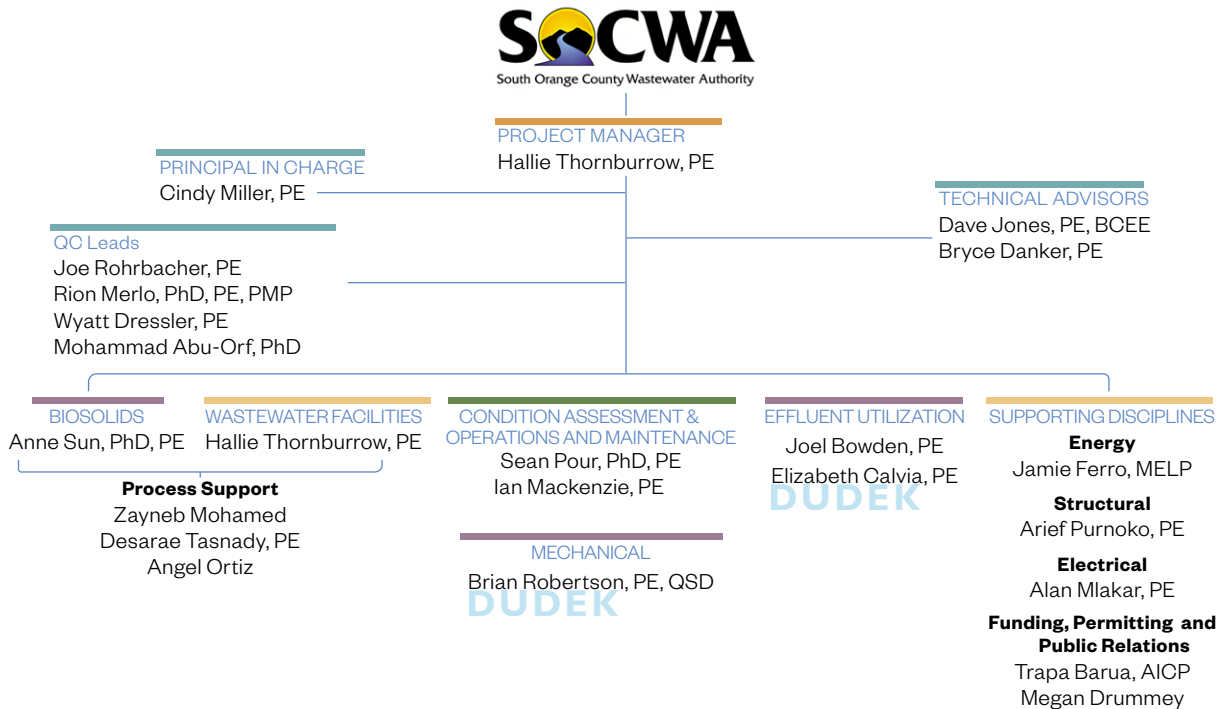 SOCWA
South Orange County Wastewater Authority
PROJECT MANAGER
Hallie Thornburrow, PE
PRINCIPAL IN CHARGE
Cindy Miller, PE
TECHNICAL ADVISORS
Dave Jones, PE, BCEE
Bryce Danker, PE
QC Leads
Joe Rohrbacher, PE
Rion Merlo, PhD, PE, PMP
Wyatt Dressler, PE
Mohammad Abu-Orf, PhD
BIOSOLIDS
Anne Sun, PhD, PE
WASTEWATER FACILITIES
Hallie Thornburrow, PE
Process Support
Zayneb Mohamed
Desarae Tasnady, PE
Angel Ortiz
CONDITION ASSESSMENT &
OPERATIONS AND MAINTENANCE
Sean Pour, PhD, PE
Ian Mackenzie, PE
MECHANICAL
Brian Robertson, PE, QSD
DUDEK
EFFLUENT UTILIZATION
Joel Bowden, PE
Elizabeth Calvia, PE
DUDEK
SUPPORTING DISCIPLINES
Energy
Jamie Ferro, MELP
Structural
Arief Purnoko, PE
Electrical
Alan Mlakar, PE
Funding, Permitting and
Public Relations
Trapa Barua, AICP
Megan Drummey